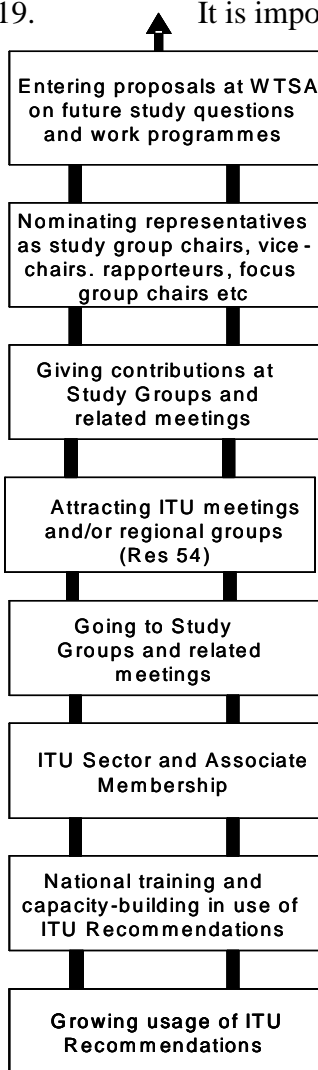 19. It is impo
Entering proposals at WTSA
on future study questions
and work programmes
Nominating representatives
as study group chairs, vice-
chairs. rapporteurs, focus
group chairs etc
Giving contributions at
Study Groups and
related meetings
Attracting ITU meetings
and/or regional groups
(Res 54)
Going to Study
Groups and related
meetings
ITU Sector and Associate
Membership
National training and
capacity-building in use of
ITU Recommendations
Growing usage of ITU
Recommendations